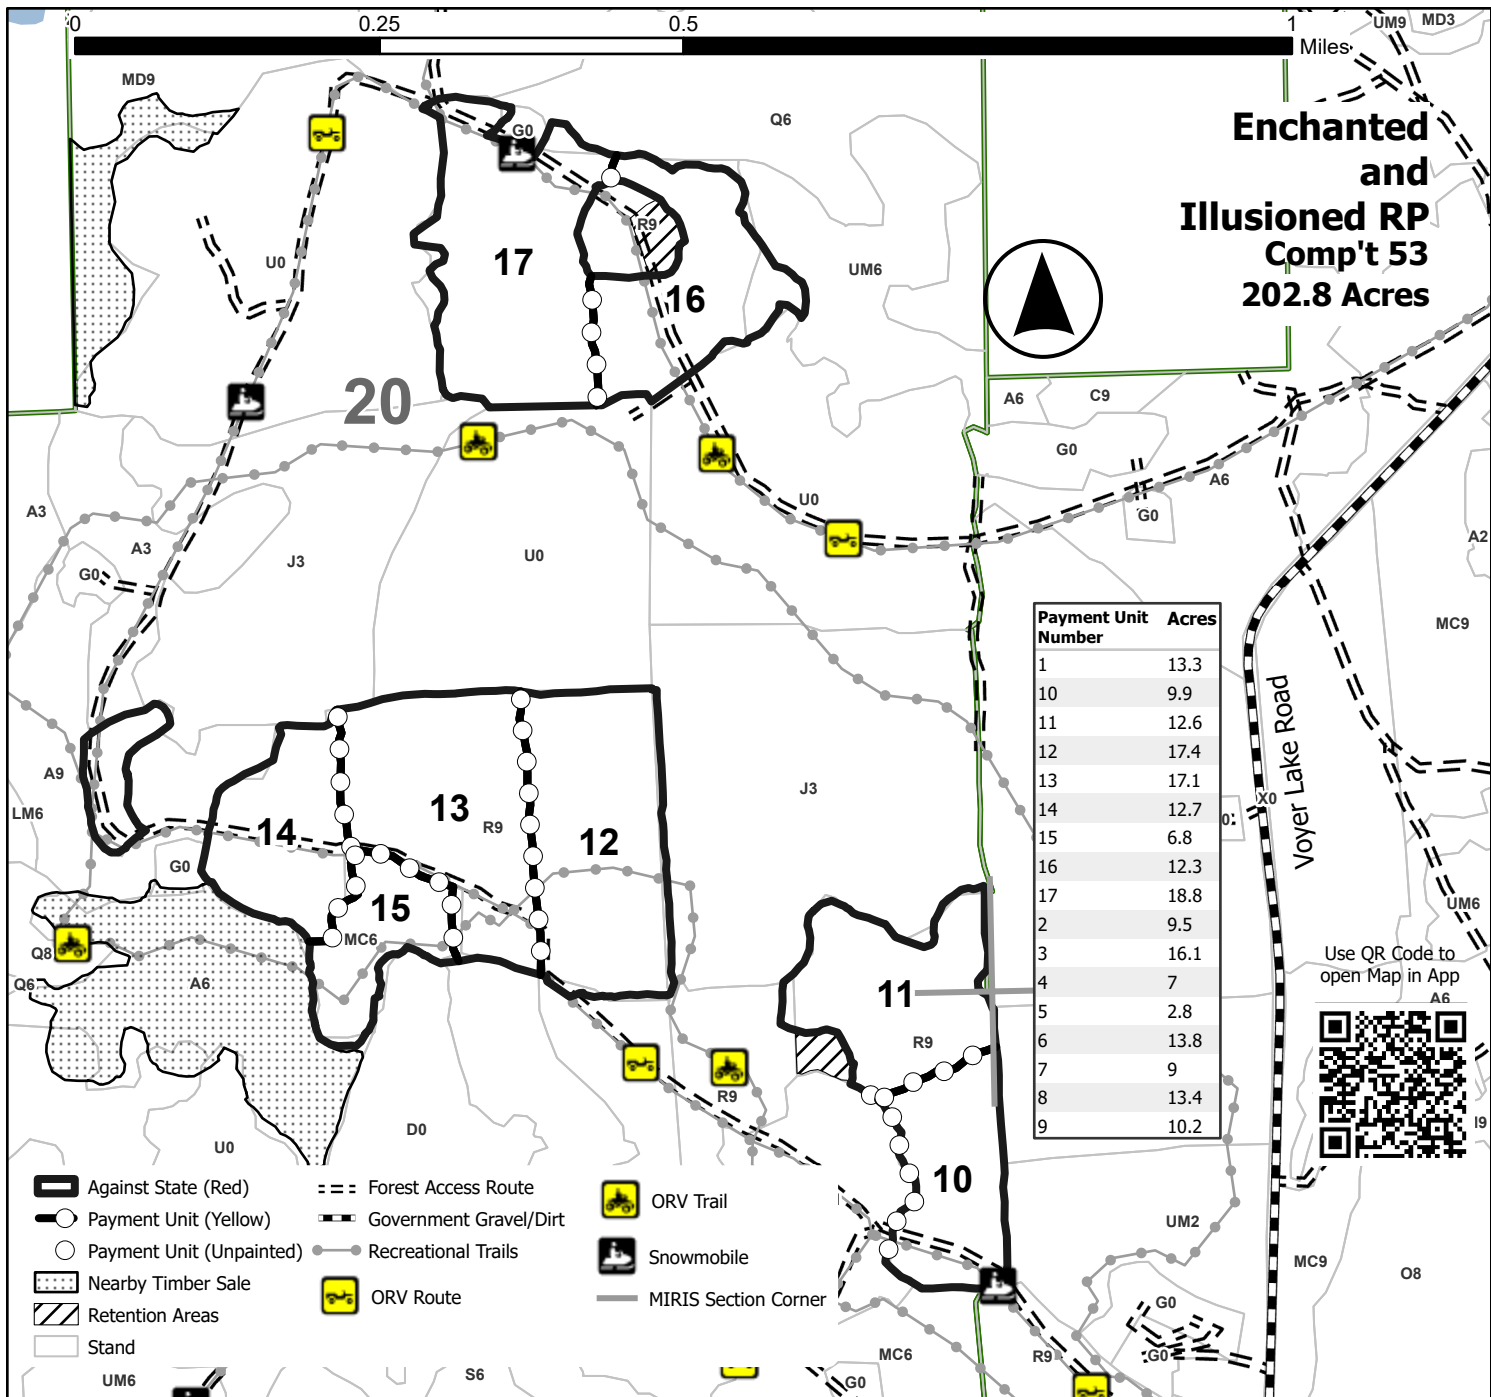 0 0.25 0.5 1
Miles
UM9 MD3
MD9
Q6
G0
Enchanted
and
Illusioned RP
Comp't 53
202.8 Acres
R9
U0
17
UM6
16
20
A6 C9
G0
A6
U0
G0
A3
A3
J3
U0
A2
G0
MC9
Payment Unit Number Acres
1 13.3
10 9.9
11 12.6
12 17.4
13 17.1
14 12.7
15 6.8
16 12.3
17 18.8
2 9.5
3 16.1
4 7
5 2.8
6 13.8
7 9
8 13.4
9 10.2
Voyer Lake Road
X0
A9
J3
LM6
13
R9
14
12
G0
15
MC6
UM6
Q8
Q6
A6
11
Use QR Code to
open Map in App
A6
R9
R9
D0
U0
10
UM2
MC9
O8
Against State (Red)
Payment Unit (Yellow)
Payment Unit (Unpainted)
Nearby Timber Sale
Retention Areas
Stand
Forest Access Route
Government Gravel/Dirt
Recreational Trails
ORV Route
ORV Trail
Snowmobile
MIRIS Section Corner
G0
MC6
R9
G0
UM6
S6
G0